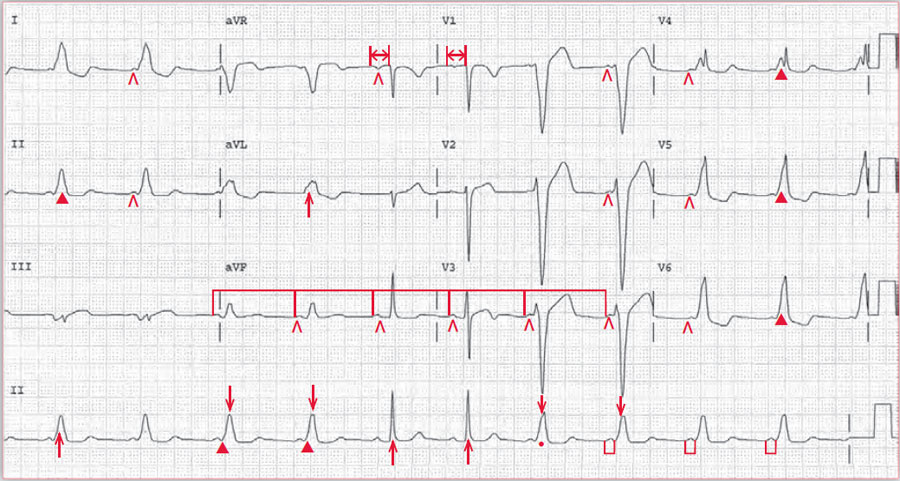 I aVR V1 V4
II aVL V2 V5
III aVF V3 V6
II